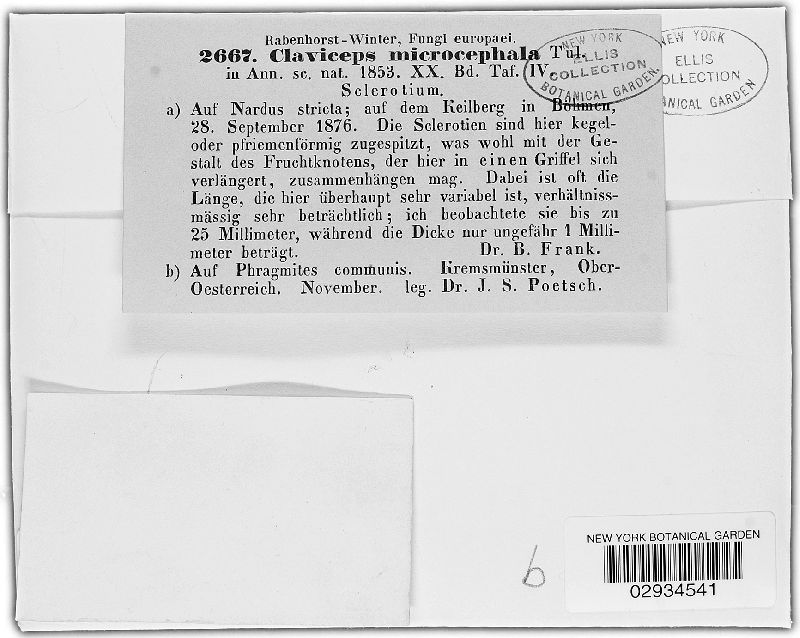 Rabenhorst-Winter, Fungi europaei.
2667. Claviceps microcephala Tul.
in Ann. sc. nat. 1853. XX. Bd. Taf. IV.
Sclerotium.
a) Auf Nardus stricta; auf dem Keilberg in Böhmen,
28. September 1876. Die Sclerotien sind hier kegel-
oder pfriemenförmig zugespitzt, was wohl mit der Ge-
stalt des Fruchtknotens, der hier in einen Griffel sich
verlängert, zusammenhängen mag. Dabei ist oft die
Länge, die hier überhaupt sehr variabel ist, verhältniss-
mässig sehr beträchtlich; ich beobachtete sie bis zu
25 Millimeter, während die Dicke nur ungefähr 1 Milli-
meter beträgt. Dr. B. Frank.
b) Auf Phragmites communis. Kremsmünster, Ober-
Oesterreich. November. leg. Dr. J. S. Poetsch.
NEW YORK
ELLIS
COLLECTION
BOTANICAL GARDEN
NEW YORK
ELLIS
COLLECTION
ANICAL GARDEN
b
NEW YORK BOTANICAL GARDEN
02934541